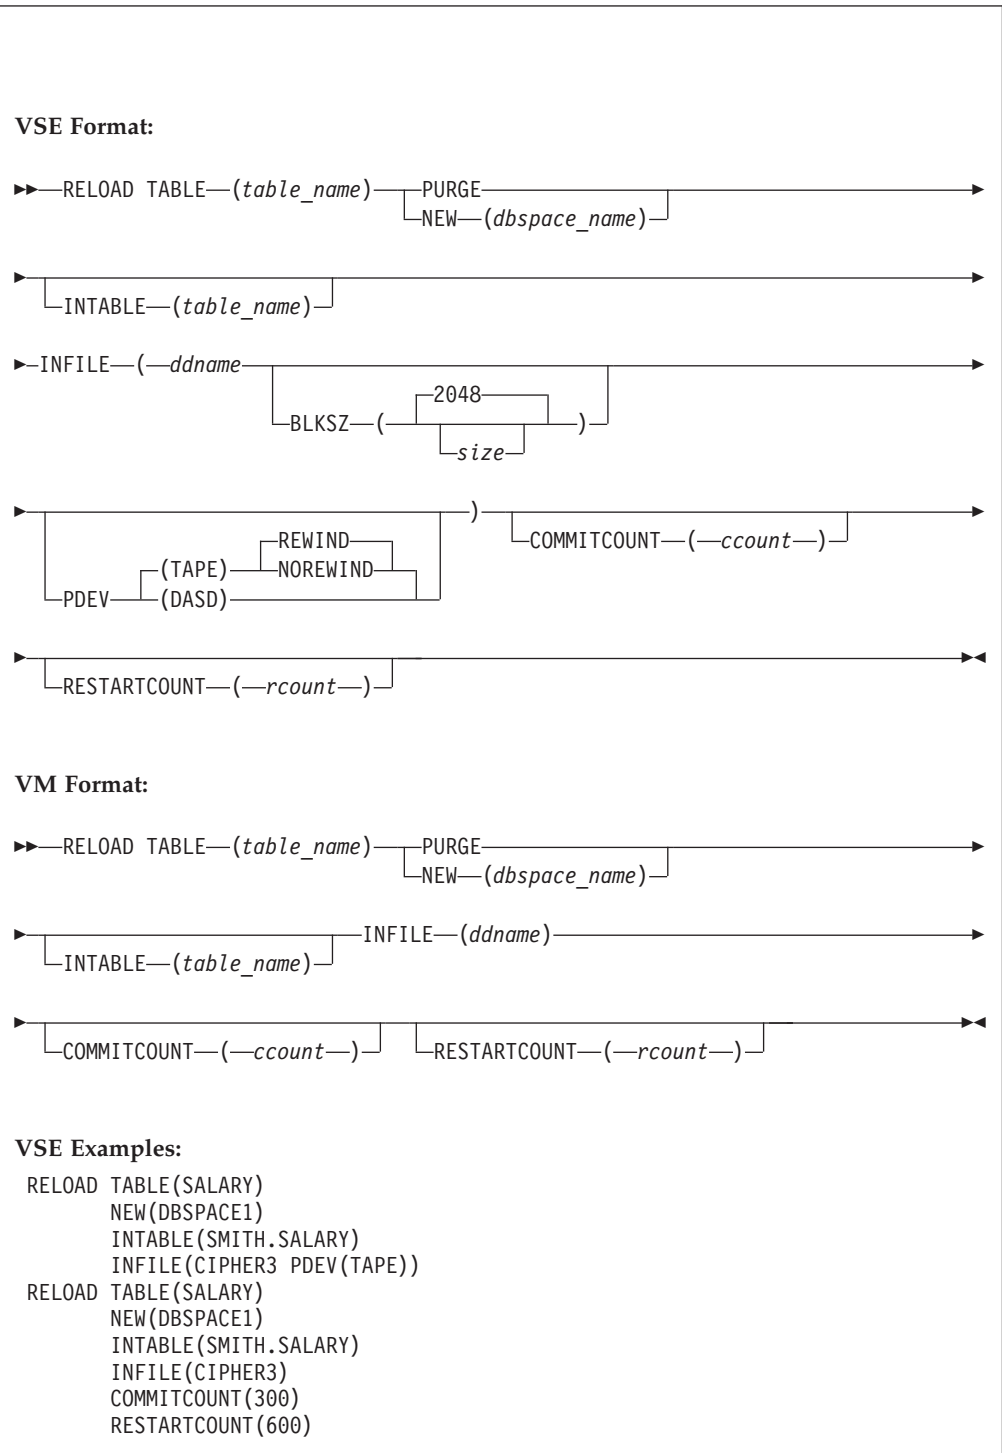 VSE Format:
RELOAD TABLE (table_name) PURGE
NEW (dbspace_name)
INTABLE (table_name)
INFILE ( ddname
2048
BLKSZ ( )
size
) COMMITCOUNT ( ccount )
REWIND
(TAPE) NOREWIND
PDEV (DASD)
RESTARTCOUNT ( rcount )
VM Format:
RELOAD TABLE (table_name) PURGE
NEW (dbspace_name)
INFILE (ddname)
INTABLE (table_name)
COMMITCOUNT ( ccount ) RESTARTCOUNT ( rcount )
VSE Examples:
RELOAD TABLE(SALARY)
NEW(DBSPACE1)
INTABLE(SMITH.SALARY)
INFILE(CIPHER3 PDEV(TAPE))
RELOAD TABLE(SALARY)
NEW(DBSPACE1)
INTABLE(SMITH.SALARY)
INFILE(CIPHER3)
COMMITCOUNT(300)
RESTARTCOUNT(600)